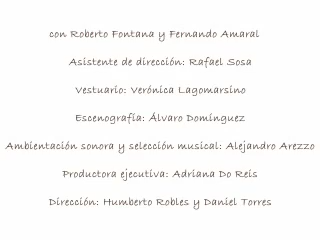 con Roberto Fontana y Fernando Amaral
Asistente de dirección: Rafael Sosa
Vestuario: Verónica Lagomarsino
Escenografía: Álvaro Domínguez
Ambientación sonora y selección musical: Alejandro Arezzo
Productora ejecutiva: Adriana Do Reis
Dirección: Humberto Robles y Daniel Torres